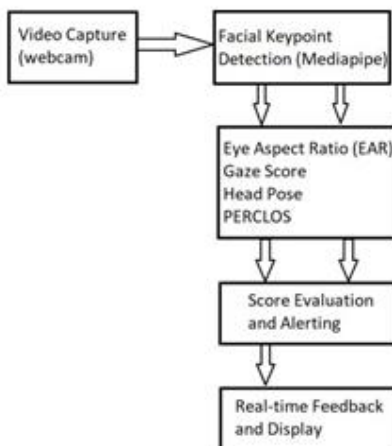 Video Capture
(webcam)
Facial Keypoint
Detection (Mediapipe)
Eye Aspect Ratio (EAR)
Gaze Score
Head Pose
PERCLOS
Score Evaluation
and Alerting
Real-time Feedback
and Display